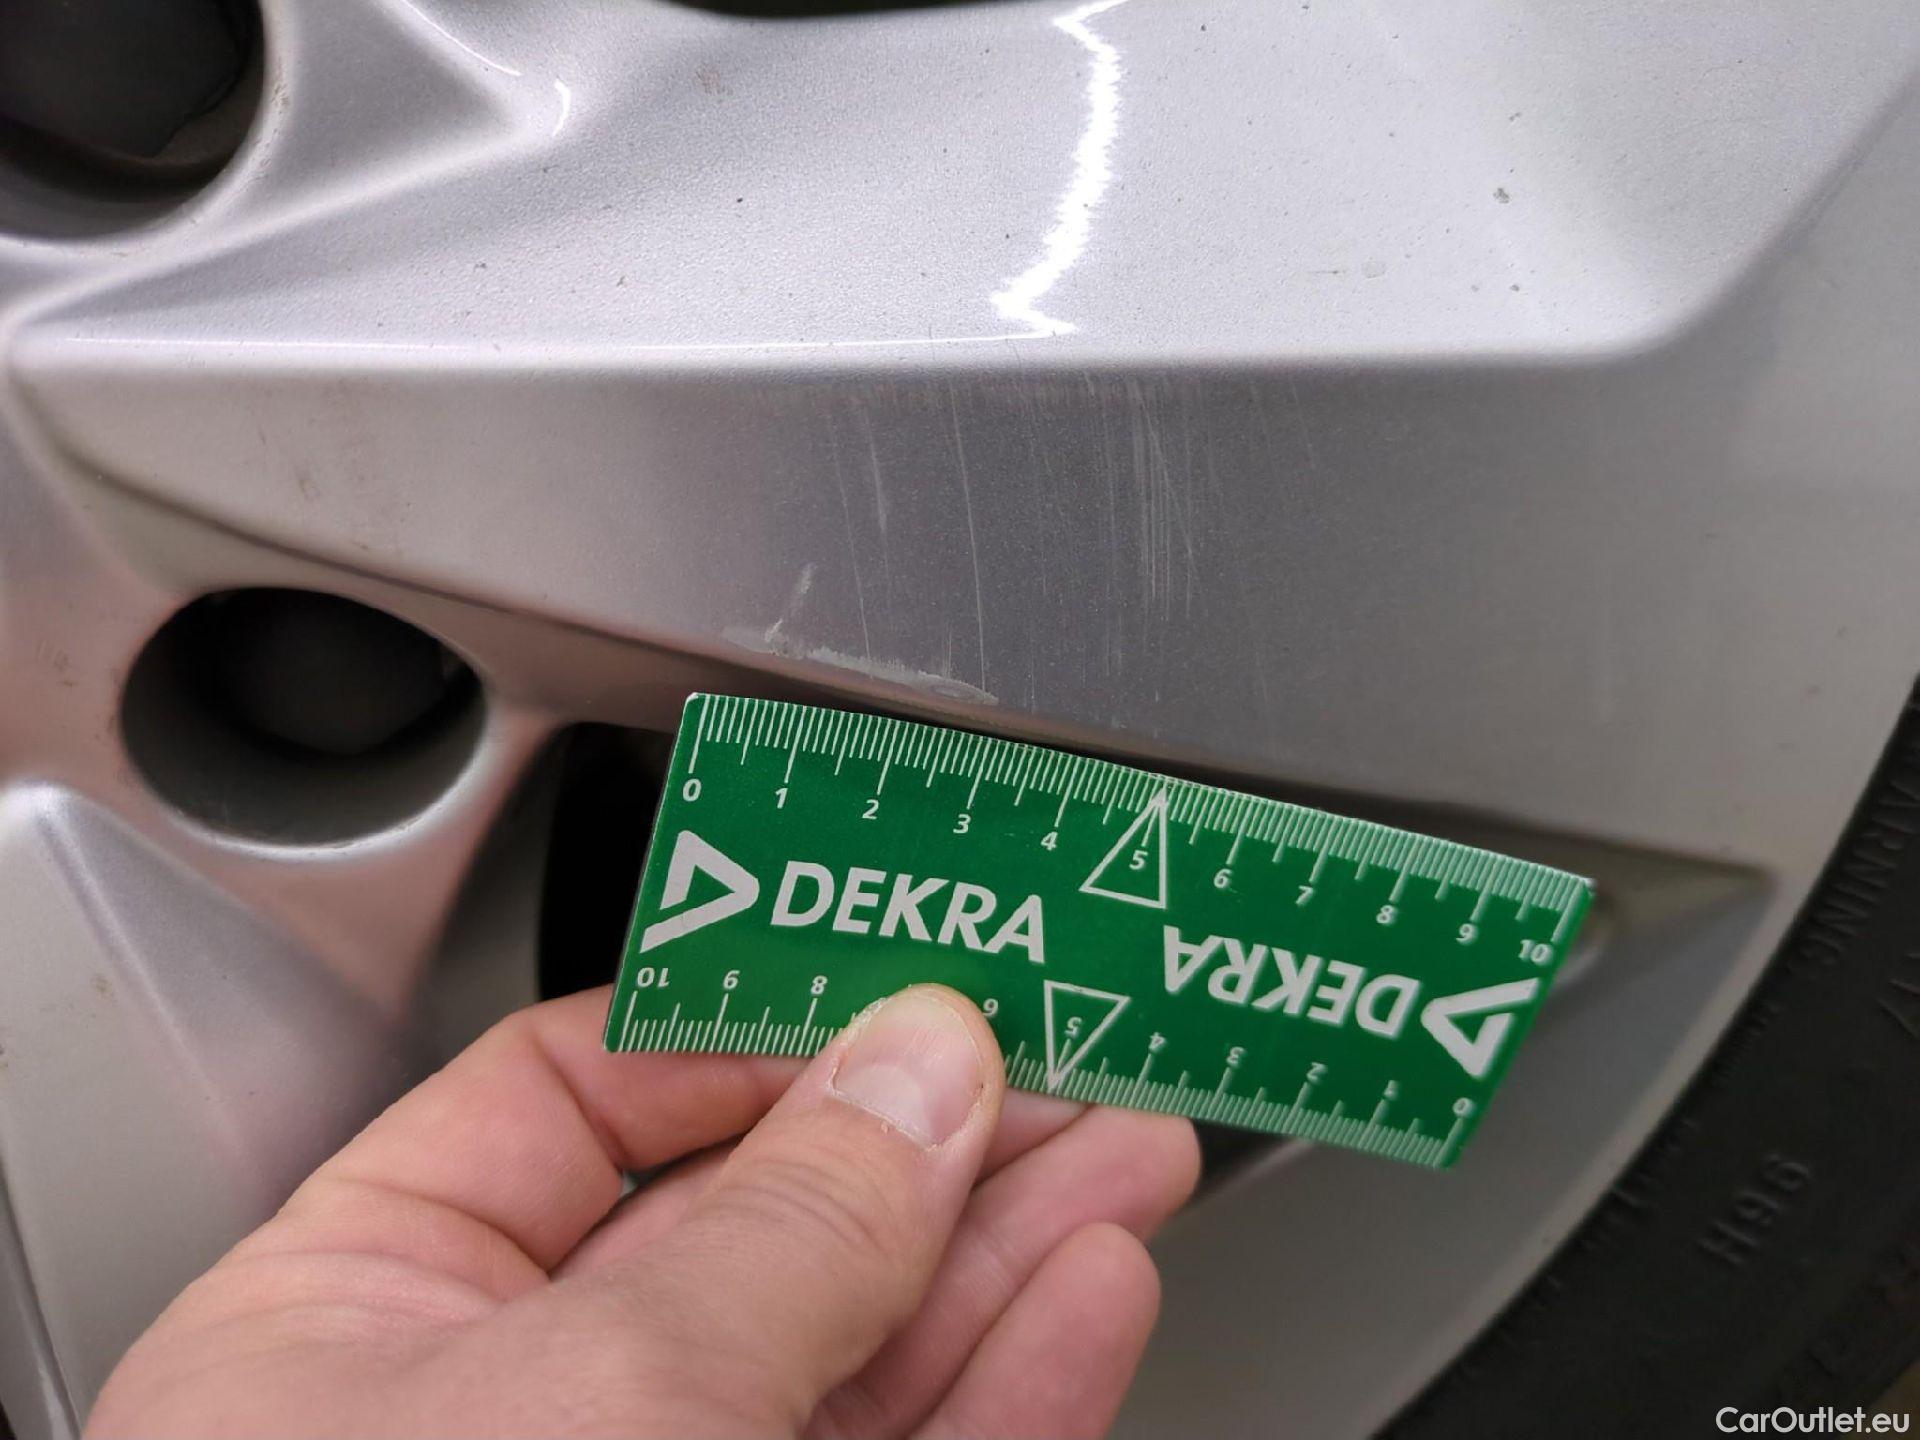 0 1 2 3 4 5 6 7 8 9 10
DEKRA
DEKRA
10 9 8 6 5 4 3 2 1 0
WARNING
96H
CarOutlet.eu